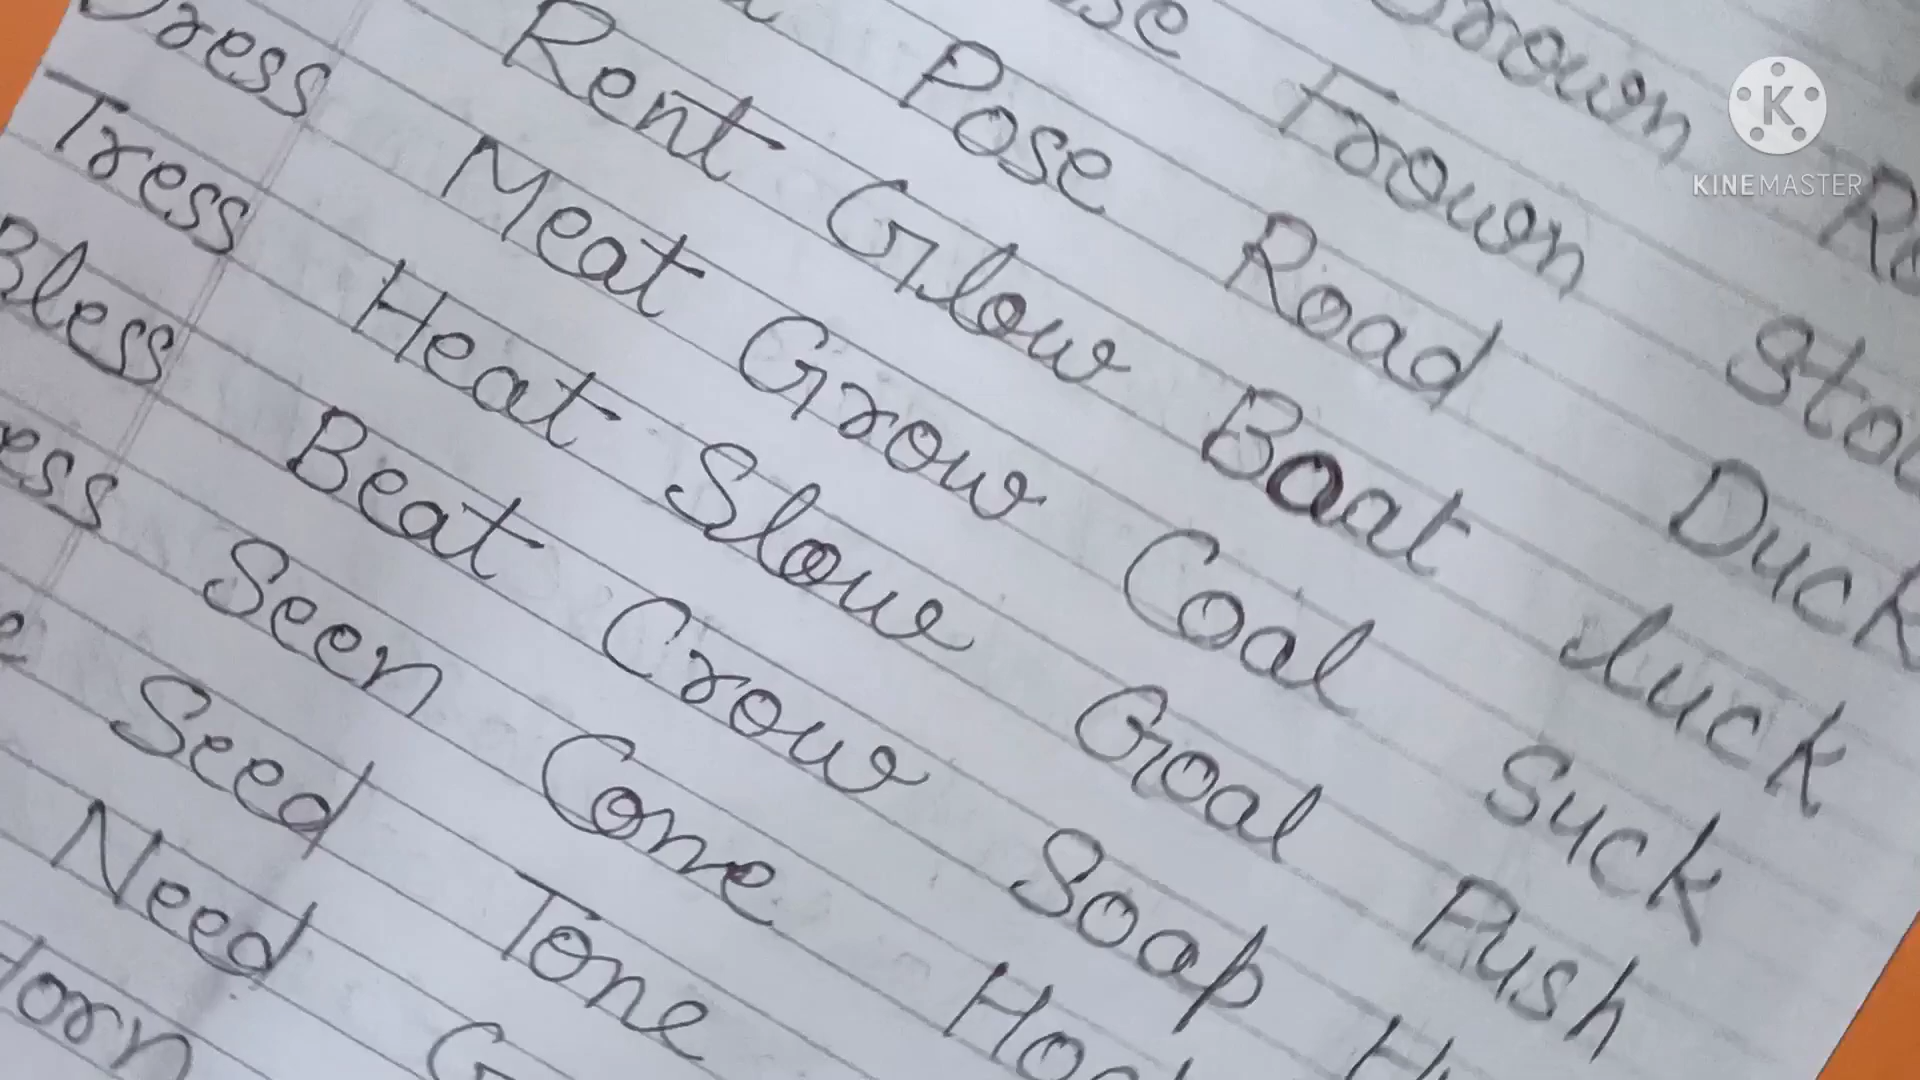 Frown
Pose Road Duck
Rent Glow Boat luck
Dress Meat Grow Coal Suck
Tress Heat Slow Goal Push
Bless Beat Crow Soap
Seen Cone
Seed Tone
Need
Horn
KINEMASTER